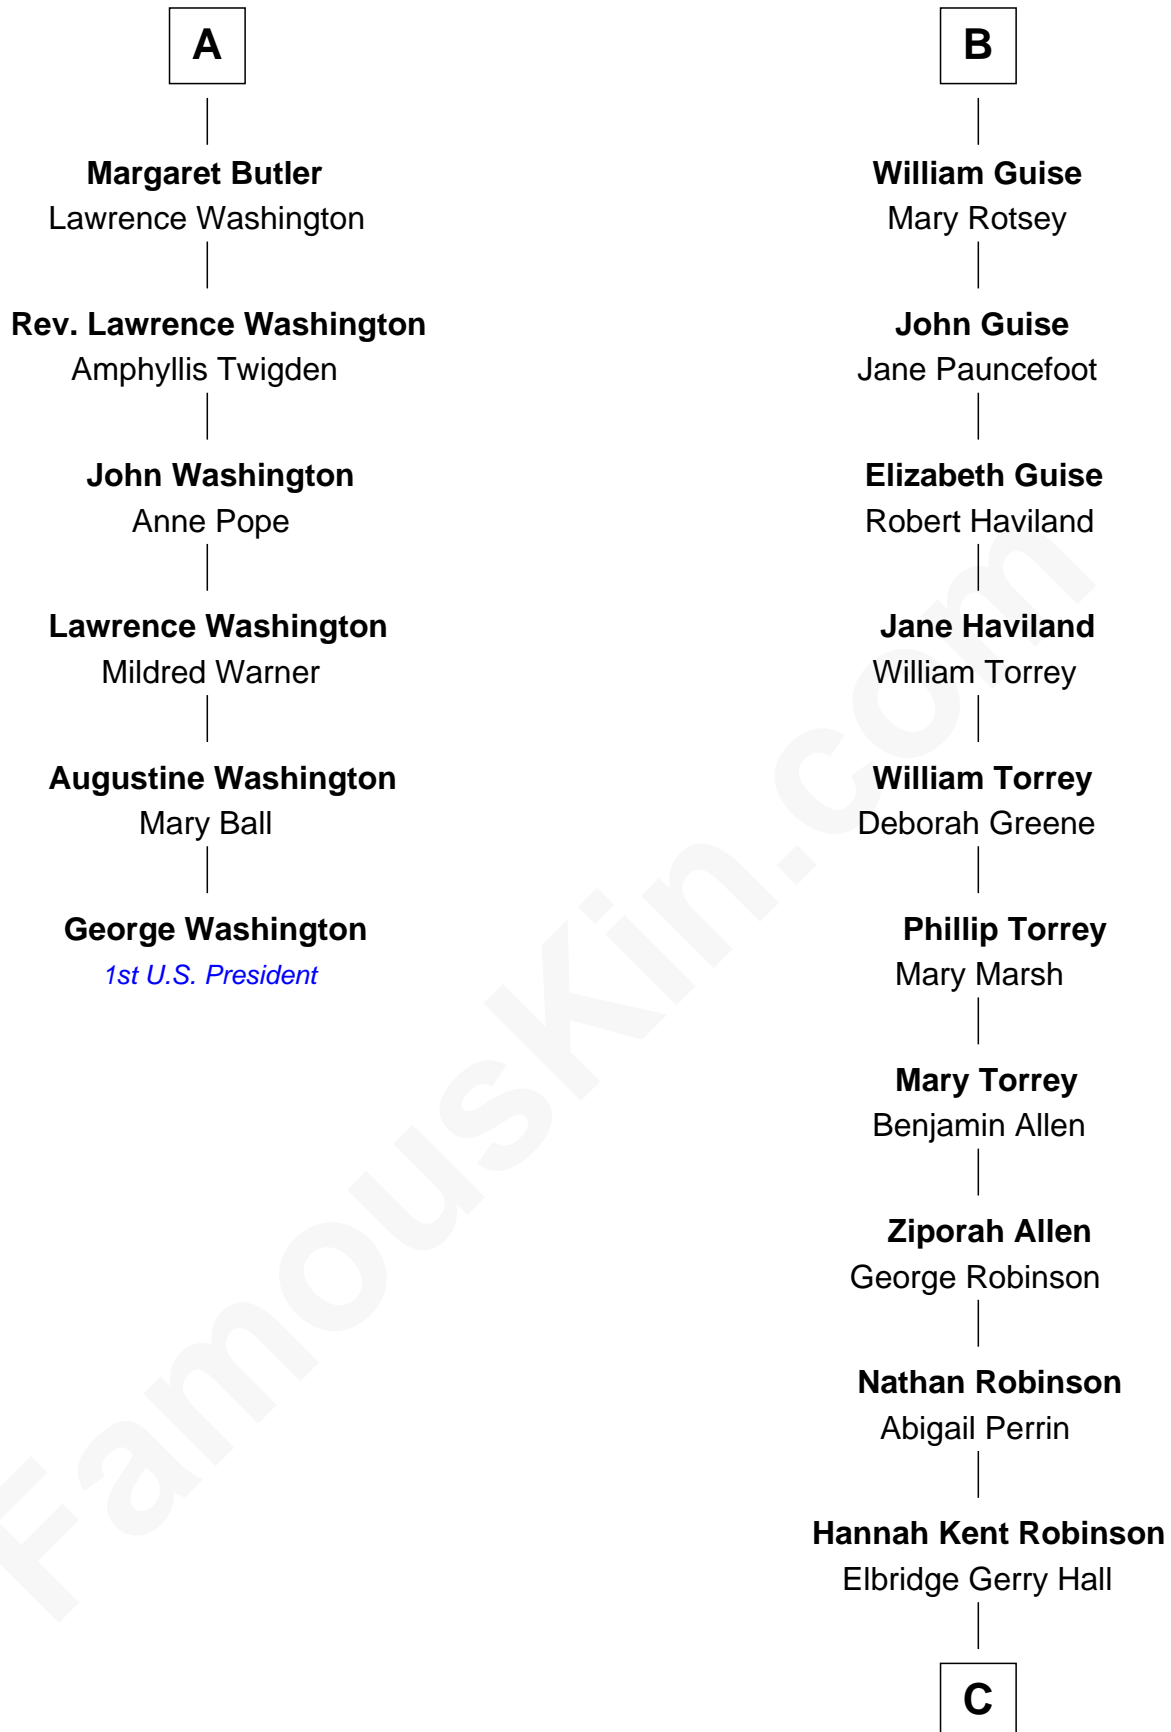 A
Margaret Butler
Lawrence Washington
Rev. Lawrence Washington
Amphyllis Twigden
John Washington
Anne Pope
Lawrence Washington
Mildred Warner
Augustine Washington
Mary Ball
George Washington
1st U.S. President
B
William Guise
Mary Rotsey
John Guise
Jane Pauncefoot
Elizabeth Guise
Robert Haviland
Jane Haviland
William Torrey
William Torrey
Deborah Greene
Phillip Torrey
Mary Marsh
Mary Torrey
Benjamin Allen
Ziporah Allen
George Robinson
Nathan Robinson
Abigail Perrin
Hannah Kent Robinson
Elbridge Gerry Hall
C
FamousKin.com